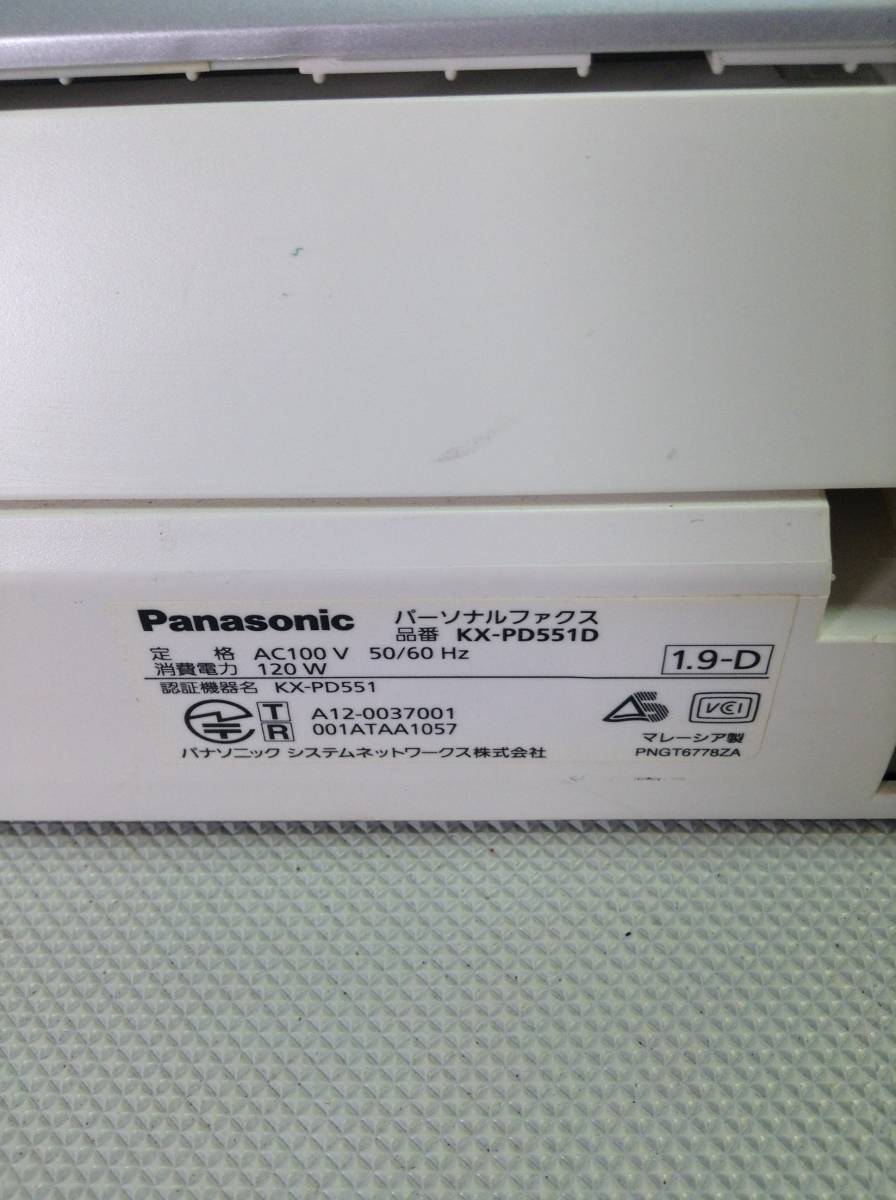 Panasonic パーソナルファクス
品番 KX-PD551D
定 格 AC100 V 50/60 Hz
消費電力 120 W
1.9-D
認証機器名 KX-PD551
T A12-0037001
R 001ATAA1057
パナソニック システムネットワークス株式会社
VCI
マレーシア製
PNGT6778ZA